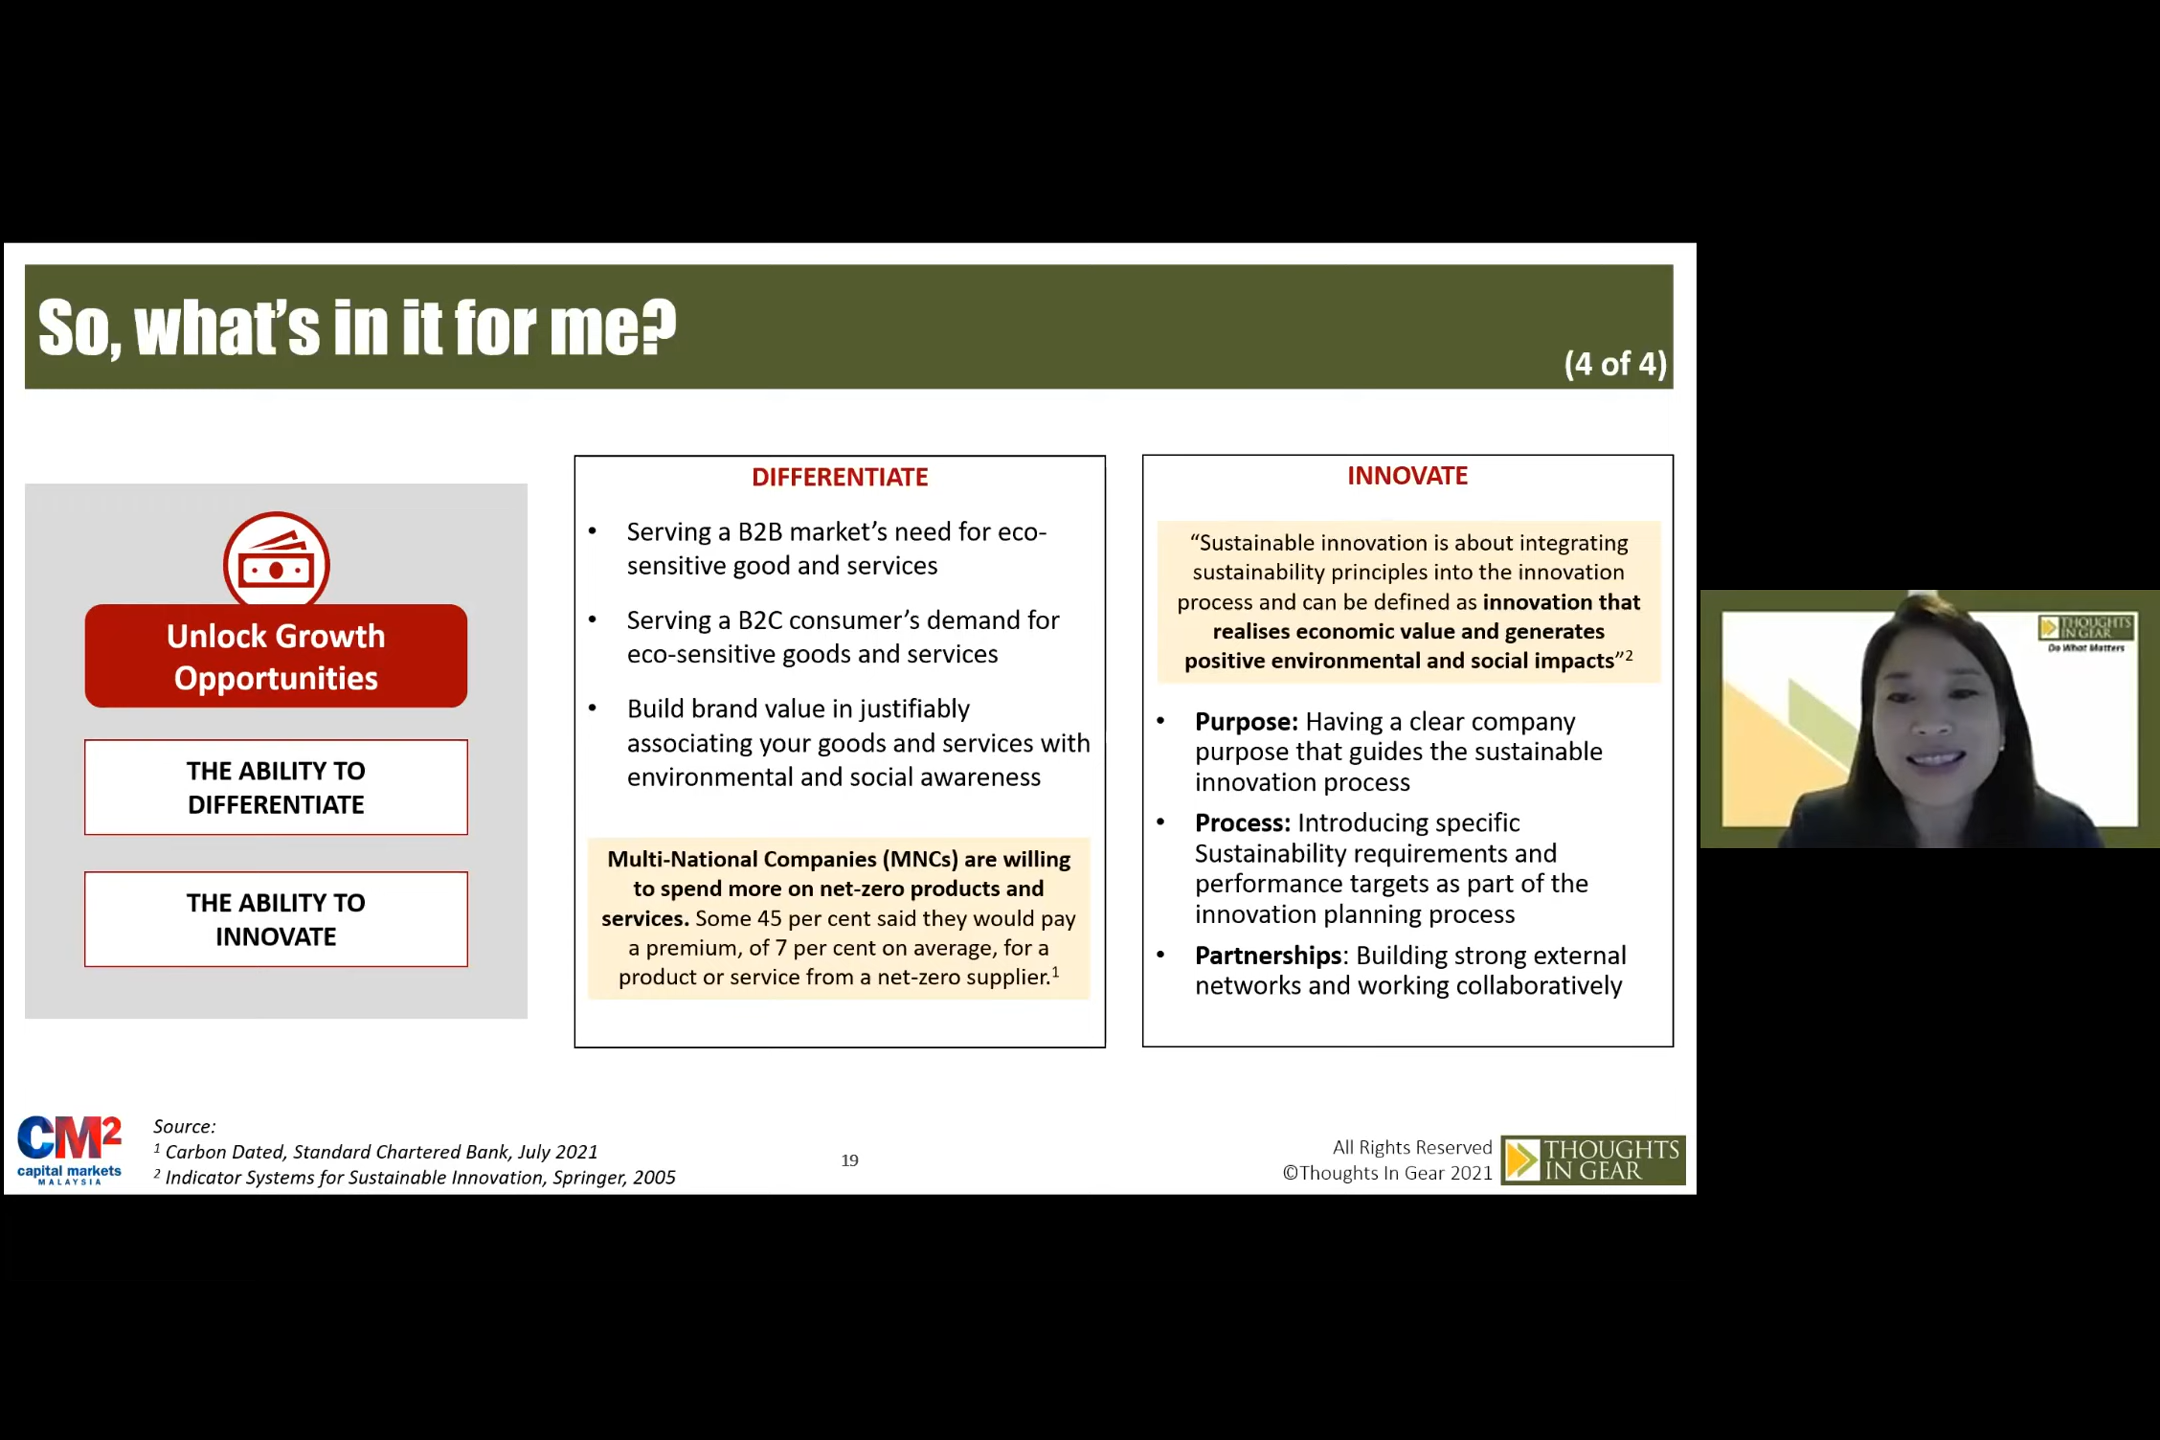 So, what's in it for me?
(4 of 4)
Unlock Growth
Opportunities
THE ABILITY TO
DIFFERENTIATE
THE ABILITY TO
INNOVATE
DIFFERENTIATE
• Serving a B2B market's need for eco-
sensitive good and services
• Serving a B2C consumer's demand for
eco-sensitive goods and services
• Build brand value in justifiably
associating your goods and services with
environmental and social awareness
Multi-National Companies (MNCs) are willing
to spend more on net-zero products and
services. Some 45 per cent said they would pay
a premium, of 7 per cent on average, for a
product or service from a net-zero supplier.¹
INNOVATE
“Sustainable innovation is about integrating
sustainability principles into the innovation
process and can be defined as innovation that
realises economic value and generates
positive environmental and social impacts”²
• Purpose: Having a clear company
purpose that guides the sustainable
innovation process
• Process: Introducing specific
Sustainability requirements and
performance targets as part of the
innovation planning process
• Partnerships: Building strong external
networks and working collaboratively
CM2
capital markets
MALAYSIA
Source:
¹ Carbon Dated, Standard Chartered Bank, July 2021
² Indicator Systems for Sustainable Innovation, Springer, 2005
19
All Rights Reserved
©Thoughts In Gear 2021
THOUGHTS
IN GEAR
THOUGHTS
IN GEAR
Do What Matters